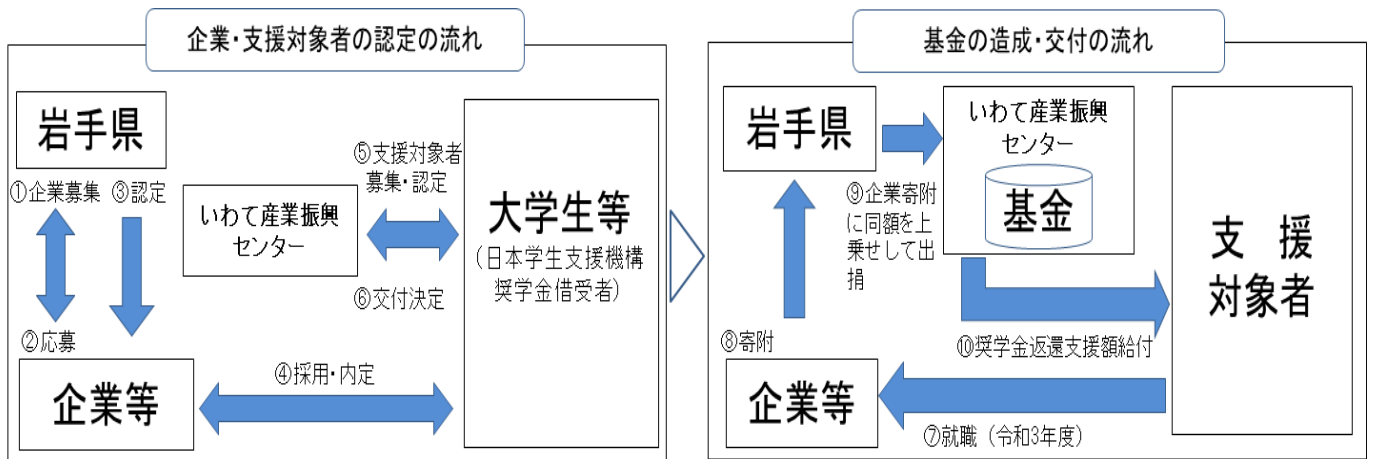 企業・支援対象者の認定の流れ
岩手県
①企業募集
③認定
いわて産業振興
センター
⑤支援対象者
募集・認定
⑥交付決定
大学生等
（日本学生支援機構
奨学金借受者）
②応募
企業等
④採用・内定
基金の造成・交付の流れ
岩手県
いわて産業振興
センター
基金
⑨企業寄附
に同額を上
乗せして出
捐
支　援
対象者
⑧寄附
⑩奨学金返還支援額給付
企業等
⑦就職（令和3年度）